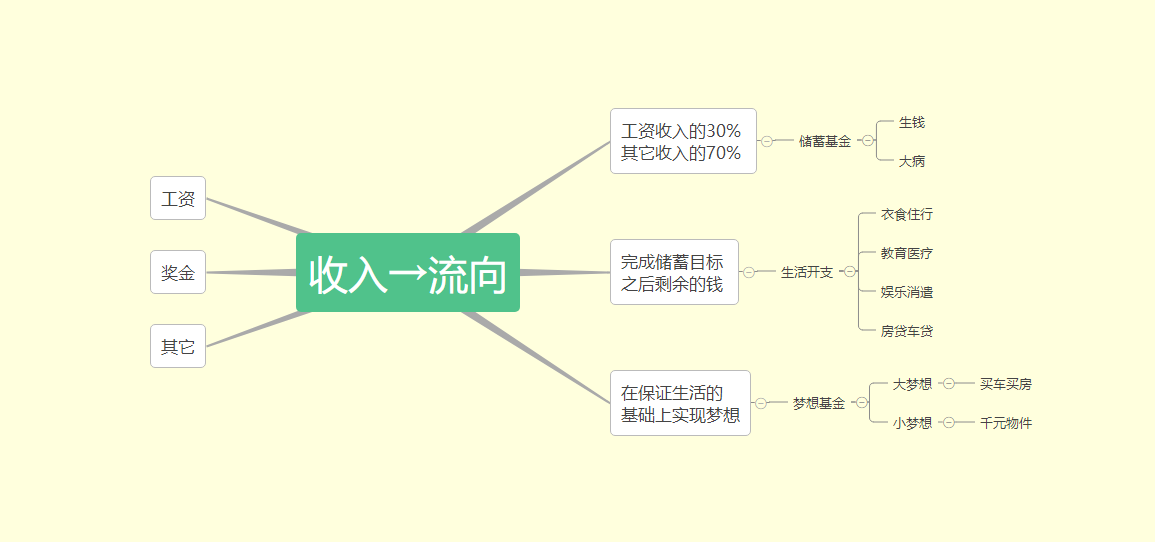 工资
奖金
其它
收入→流向
工资收入的30%
其它收入的70%
储蓄基金
生钱
大病
完成储蓄目标
之后剩余的钱
生活开支
衣食住行
教育医疗
娱乐消遣
房贷车贷
在保证生活的
基础上实现梦想
梦想基金
大梦想
买车买房
小梦想
千元物件